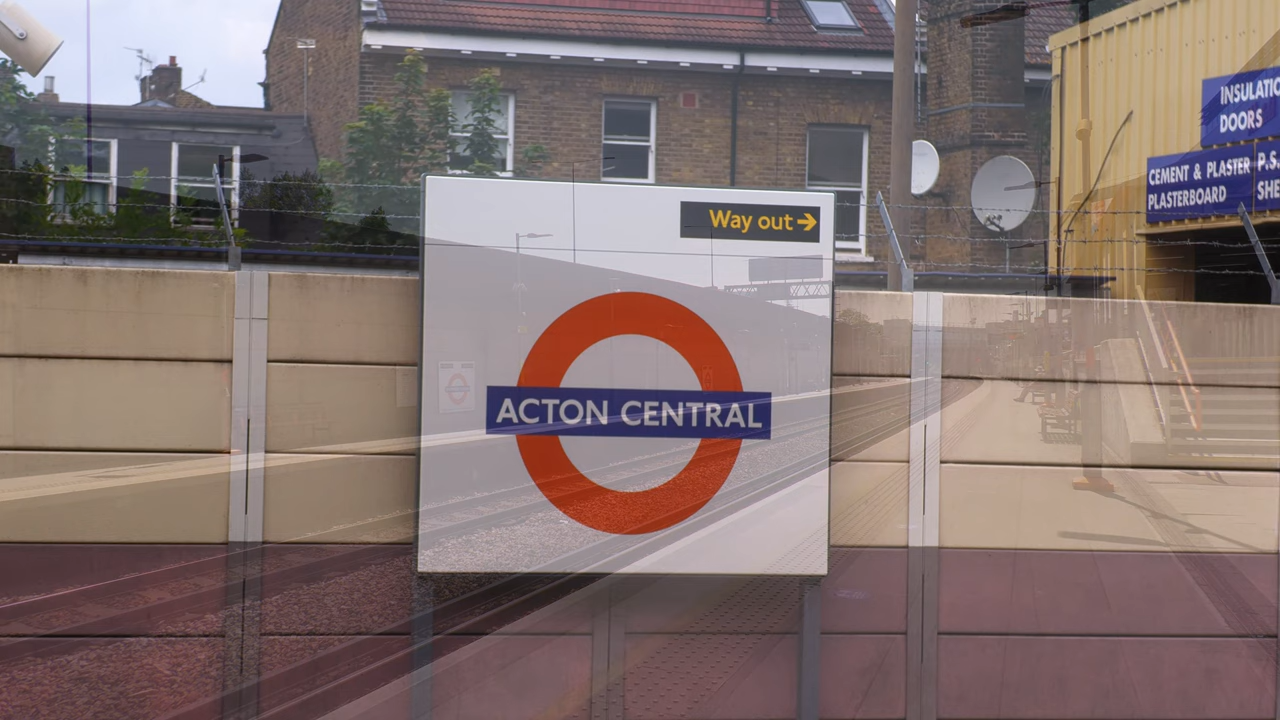 INSULATIO
DOORS
CEMENT & PLASTER
PLASTERBOARD
P.S.
SHE
Way out →
ACTON CENTRAL